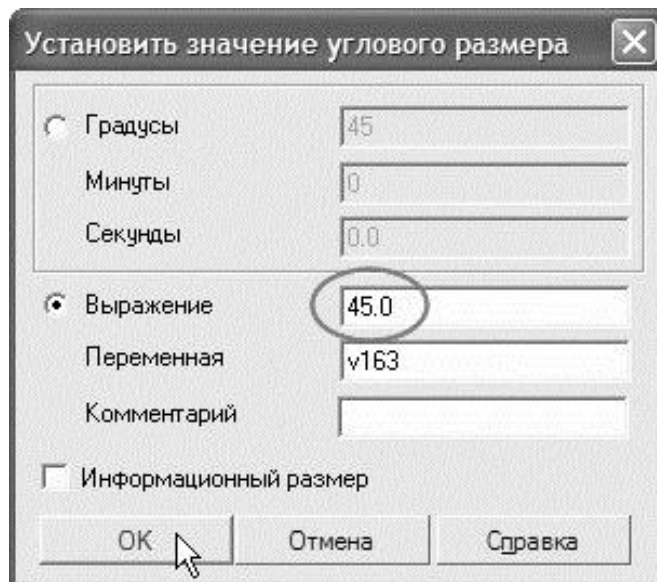 Установить значение углового размера
Градусы 45
Минуты 0
Секунды 0.0
Выражение 45.0
Переменная v163
Комментарий
Информационный размер
OK Отмена Справка